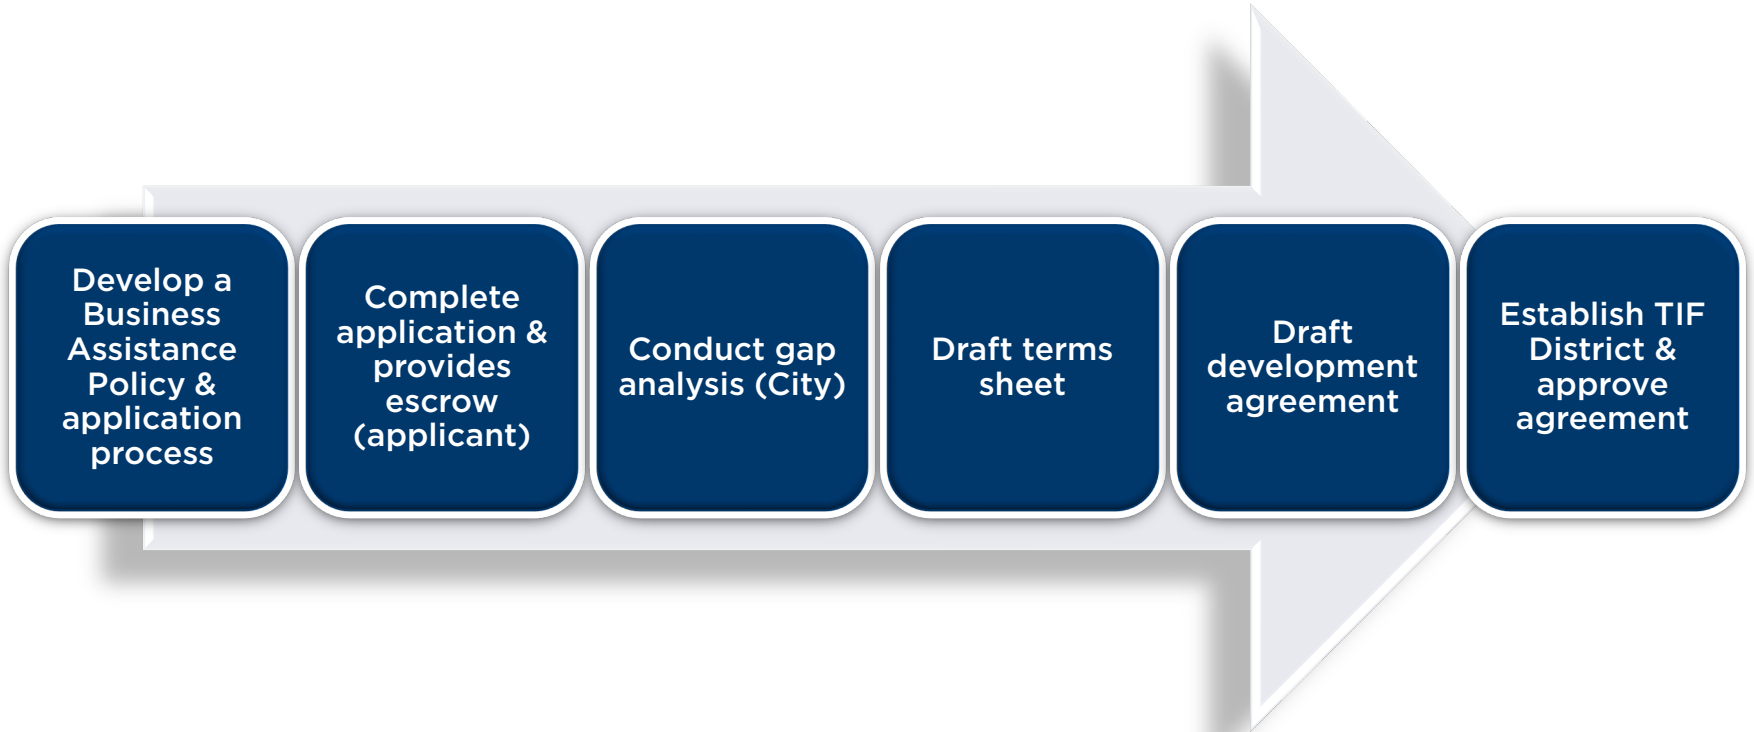 Develop a
Business
Assistance
Policy &
application
process
Complete
application &
provides
escrow
(applicant)
Conduct gap
analysis (City)
Draft terms
sheet
Draft
development
agreement
Establish TIF
District &
approve
agreement